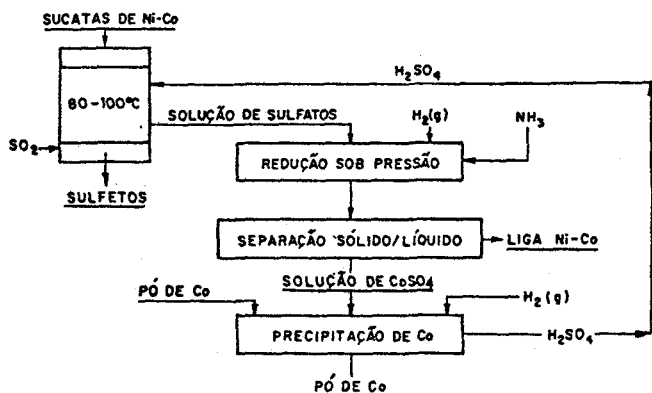 SUCATAS DE Ni-Co
H₂SO₄
80-100°C
SOLUÇÃO DE SULFATOS
H₂(g)
NH₃
SO₂
REDUÇÃO SOB PRESSÃO
SULFETOS
SEPARAÇÃO SÓLIDO/LÍQUIDO
LIGA Ni-Co
SOLUÇÃO DE CoSO₄
PÓ DE Co
H₂(g)
PRECIPITAÇÃO DE Co
H₂SO₄
PÓ DE Co